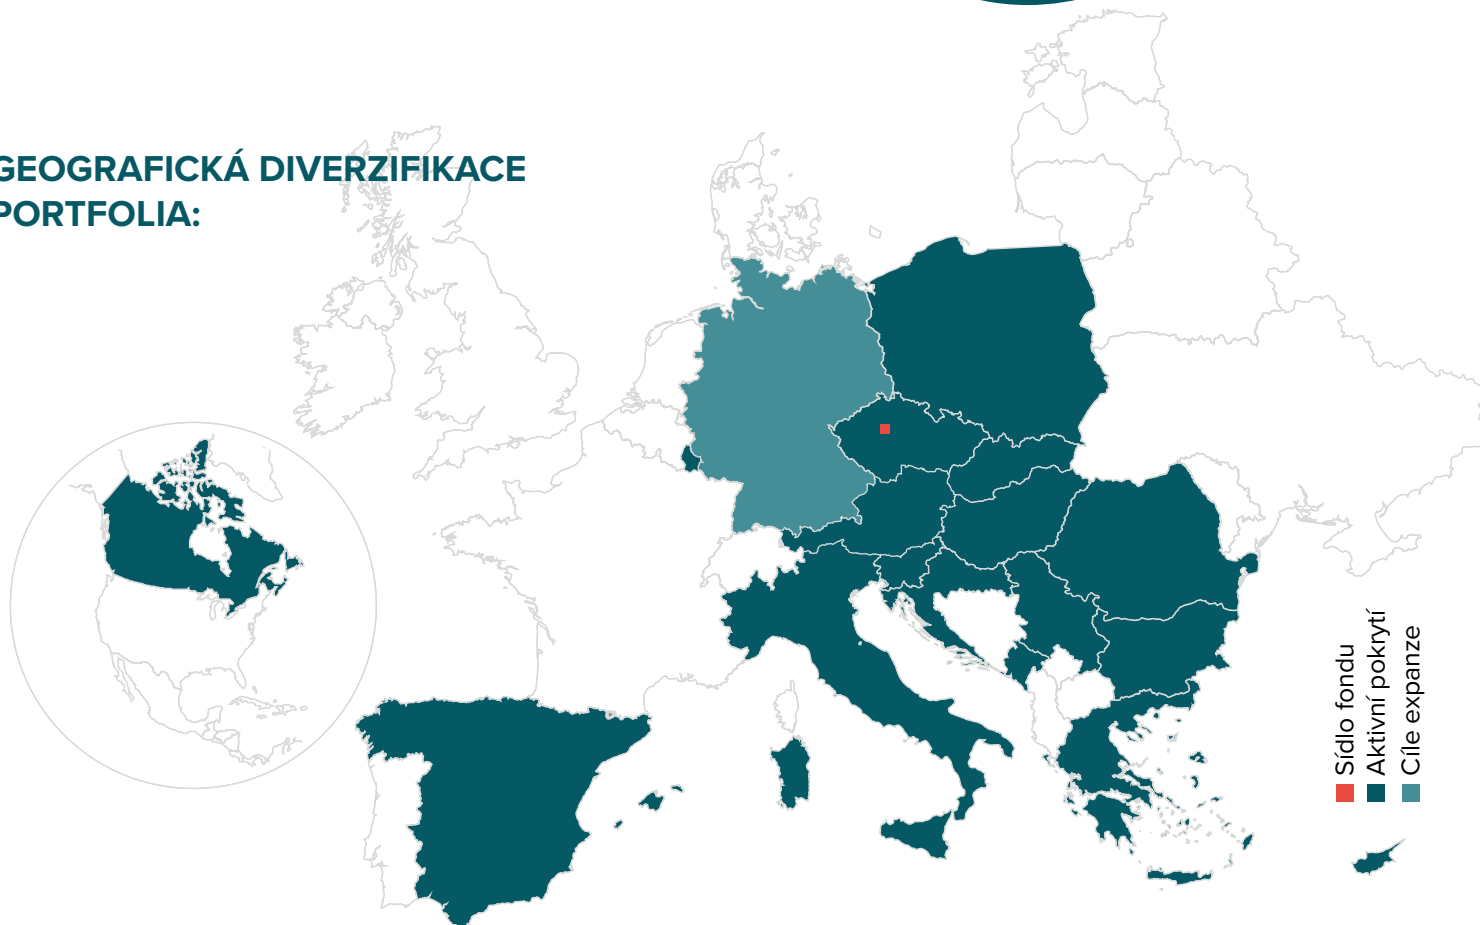 GEOGRAFICKÁ DIVERZIFIKACE
PORTFOLIA:
Sídlo fondu
Aktivní pokrytí
Cíle expanze